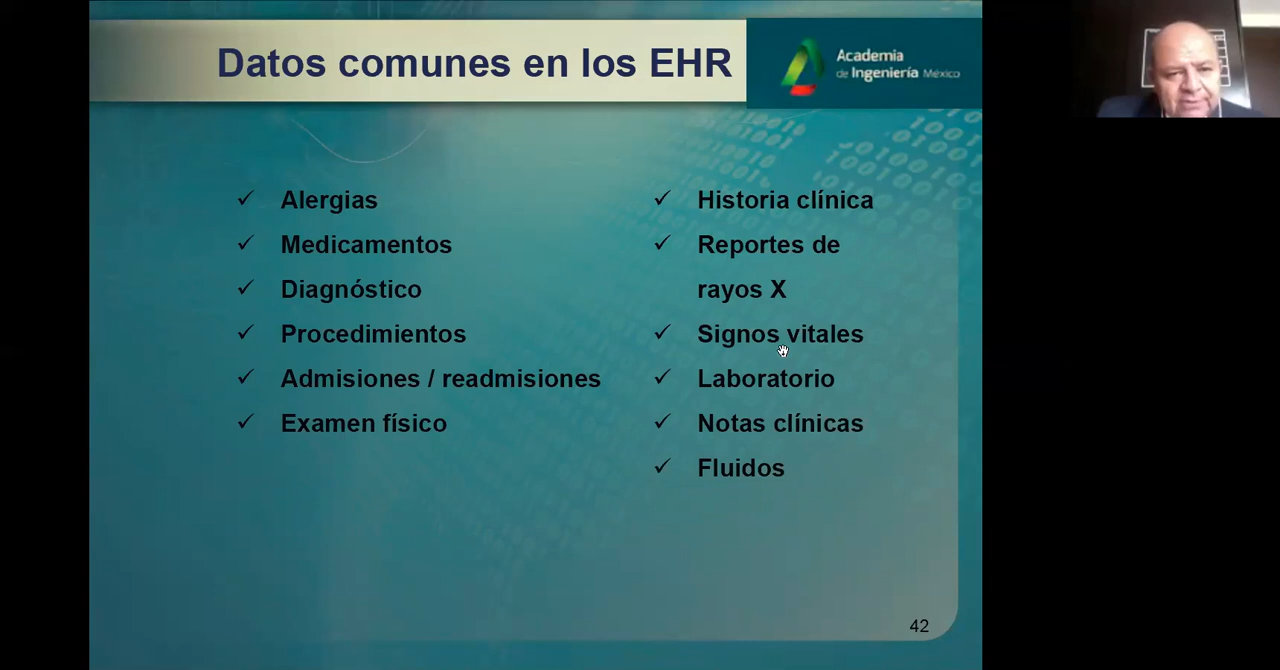 Datos comunes en los EHR
Academia
de Ingeniería México
Alergias
Medicamentos
Diagnóstico
Procedimientos
Admisiones / readmisiones
Examen físico
Historia clínica
Reportes de
rayos X
Signos vitales
Laboratorio
Notas clínicas
Fluidos
42